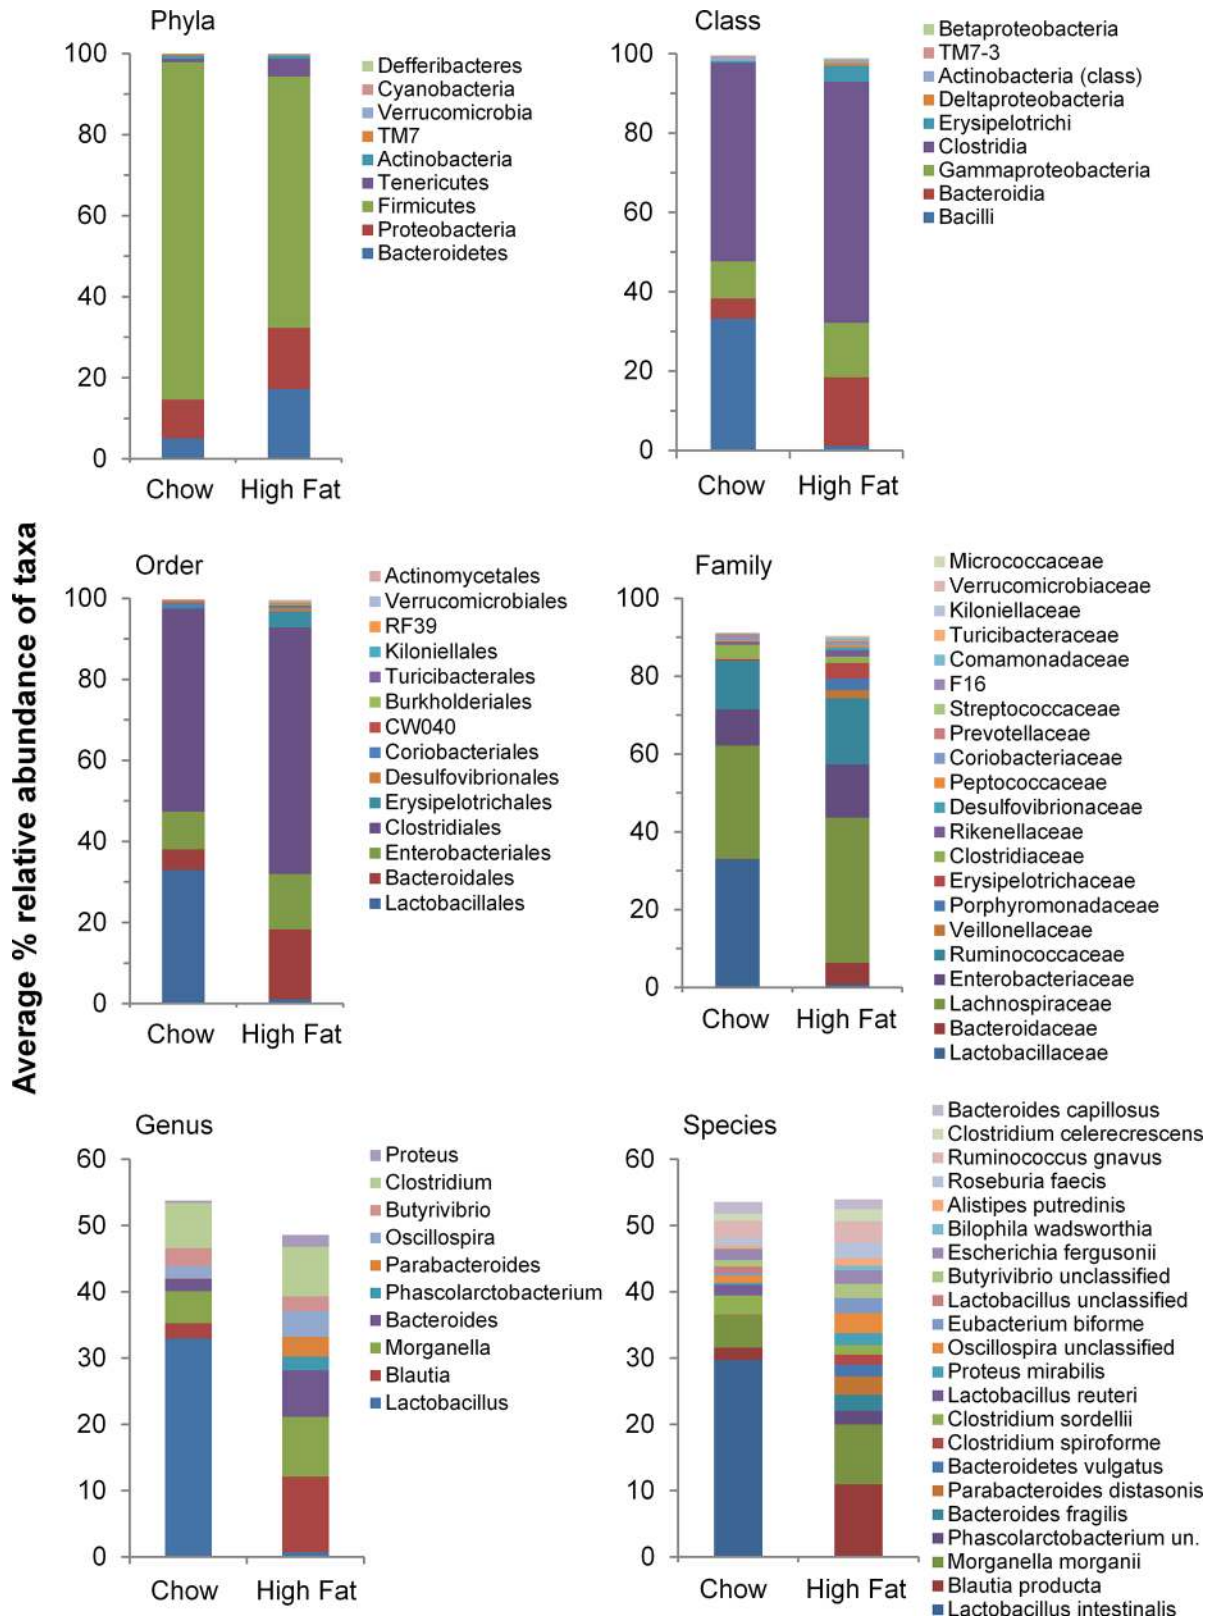 Average % relative abundance of taxa
Phyla
100
80
60
40
20
0
Chow
High Fat
Defferibacteres
Cyanobacteria
Verrucomicrobia
TM7
Actinobacteria
Tenericutes
Firmicutes
Proteobacteria
Bacteroidetes
Class
100
80
60
40
20
0
Chow
High Fat
Betaproteobacteria
TM7-3
Actinobacteria (class)
Deltaproteobacteria
Erysipelotrichi
Clostridia
Gammaproteobacteria
Bacteroidia
Bacilli
Order
100
80
60
40
20
0
Chow
High Fat
Actinomycetales
Verrucomicrobiales
RF39
Kiloniellales
Turicibacterales
Burkholderiales
CW040
Coriobacteriales
Desulfovibrionales
Erysipelotrichales
Clostridiales
Enterobacteriales
Bacteroidales
Lactobacillales
Family
100
80
60
40
20
0
Chow
High Fat
Micrococcaceae
Verrucomicrobiaceae
Kiloniellaceae
Turicibacteraceae
Comamonadaceae
F16
Streptococcaceae
Prevotellaceae
Coriobacteriaceae
Peptococcaceae
Desulfovibrionaceae
Rikenellaceae
Clostridiaceae
Erysipelotrichaceae
Porphyromonadaceae
Veillonellaceae
Ruminococcaceae
Enterobacteriaceae
Lachnospiraceae
Bacteroidaceae
Lactobacillaceae
Genus
60
50
40
30
20
10
0
Chow
High Fat
Proteus
Clostridium
Butyrivibrio
Oscillospira
Parabacteroides
Phascolarctobacterium
Bacteroides
Morganella
Blautia
Lactobacillus
Species
60
50
40
30
20
10
0
Chow
High Fat
Bacteroides capillosus
Clostridium celerecrescens
Ruminococcus gnavus
Roseburia faecis
Alistipes putredinis
Bilophila wadsworthia
Escherichia fergusonii
Butyrivibrio unclassified
Lactobacillus unclassified
Eubacterium biforme
Oscillospira unclassified
Proteus mirabilis
Lactobacillus reuteri
Clostridium sordellii
Clostridium spiroforme
Bacteroidetes vulgatus
Parabacteroides distasonis
Bacteroides fragilis
Phascolarctobacterium un.
Morganella morganii
Blautia producta
Lactobacillus intestinalis